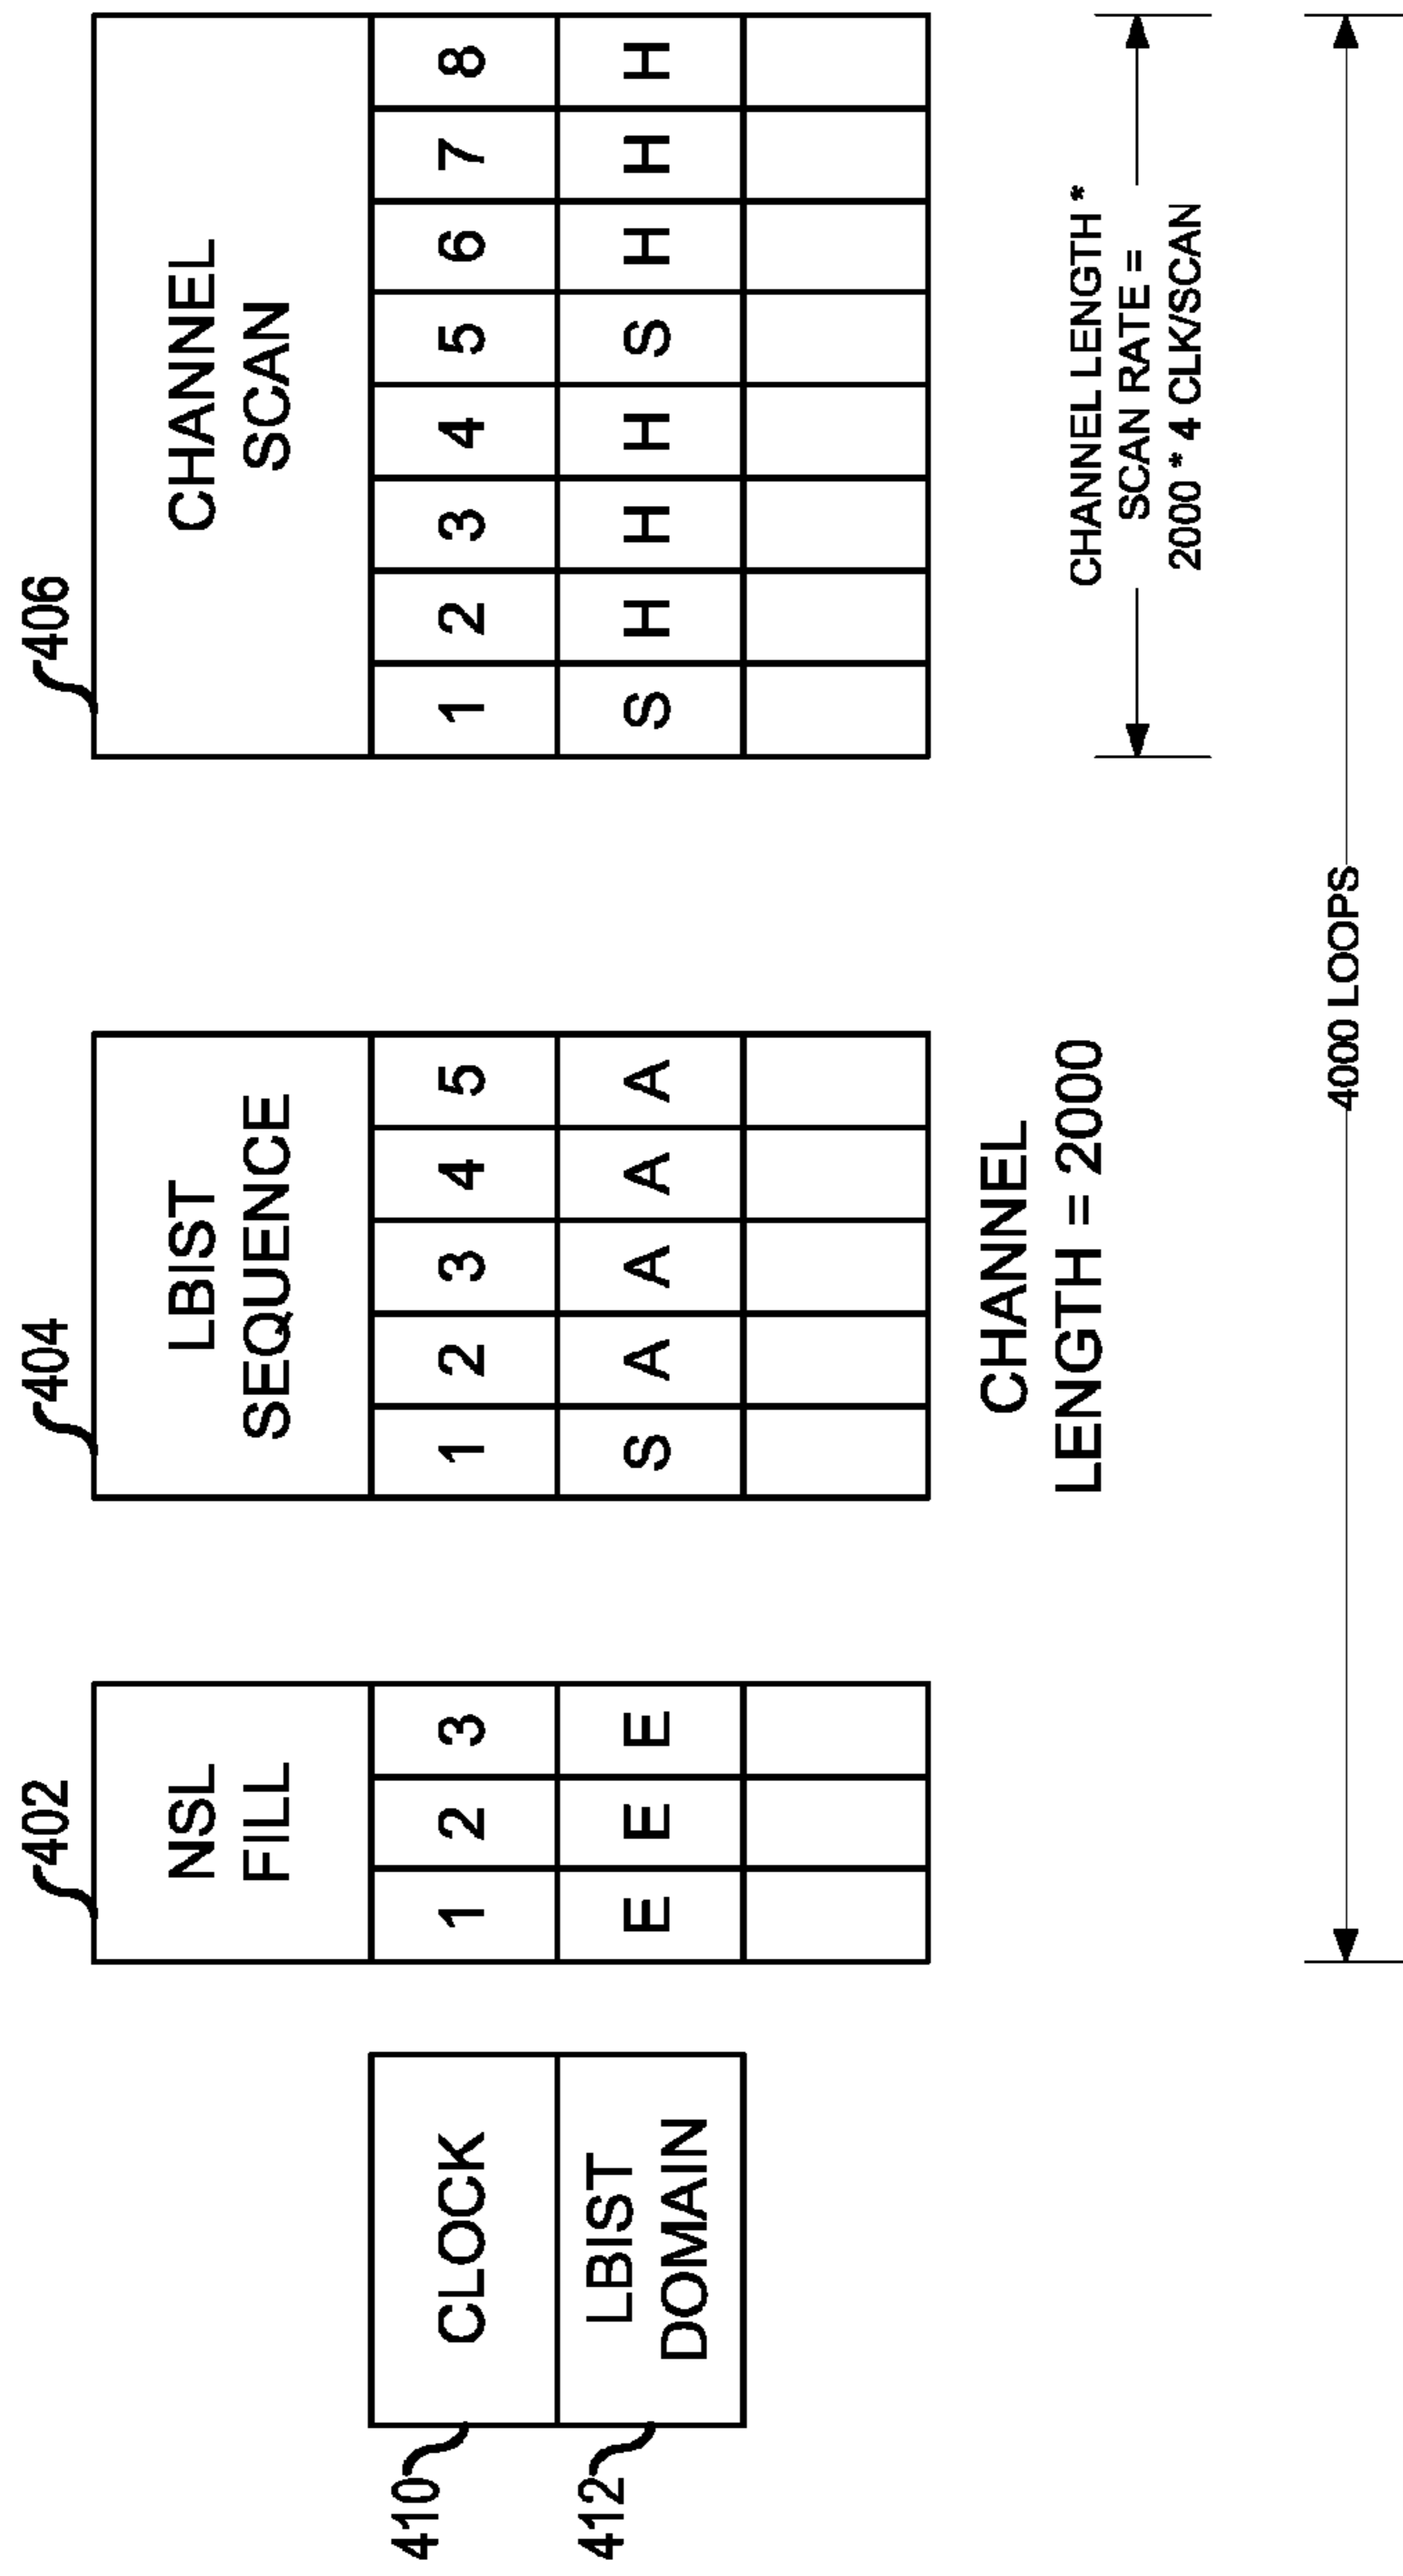 402
404
406
NSL
FILL
LBIST
SEQUENCE
CHANNEL
SCAN
410
CLOCK
1 2 3
1 2 3 4 5
1 2 3 4 5 6 7 8
412
LBIST
DOMAIN
E E E
S A A A A
S H H H S H H H
CHANNEL
LENGTH = 2000
CHANNEL LENGTH *
SCAN RATE =
2000 * 4 CLK/SCAN
4000 LOOPS